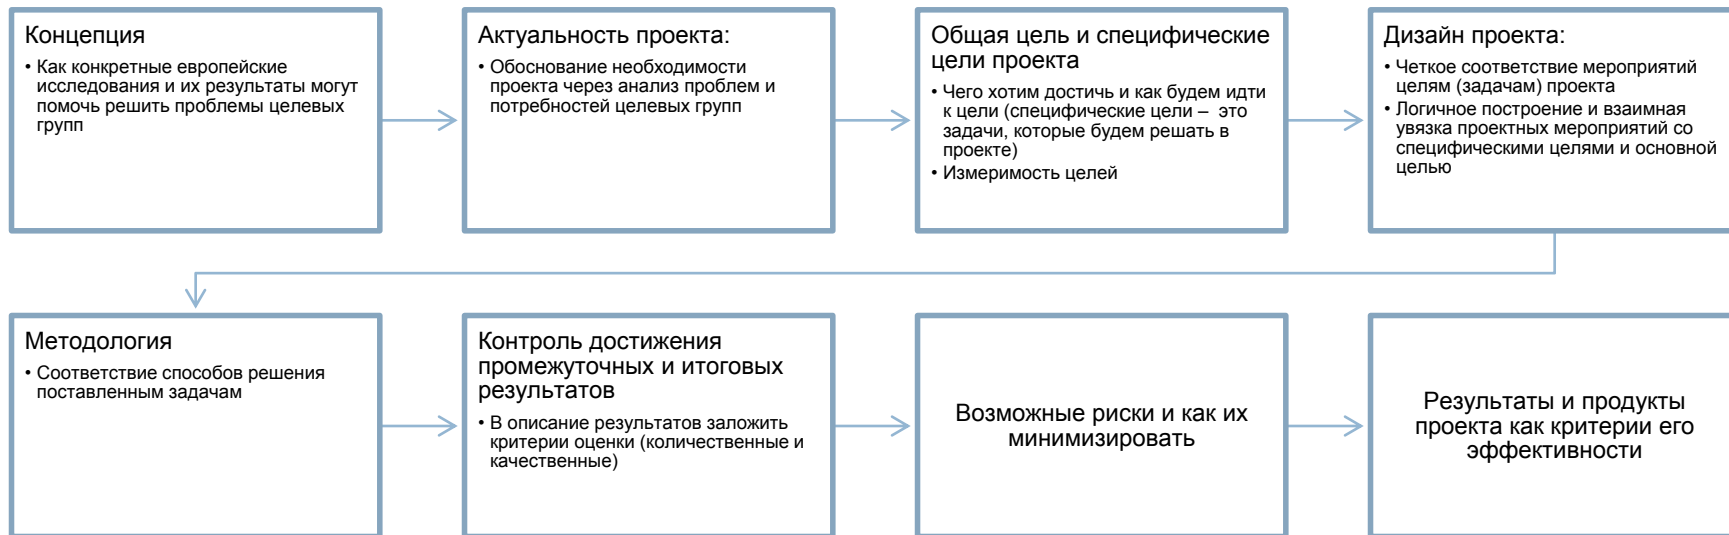 Концепция
• Как конкретные европейские
исследования и их результаты могут
помочь решить проблемы целевых
групп
Актуальность проекта:
• Обоснование необходимости
проекта через анализ проблем и
потребностей целевых групп
Общая цель и специфические
цели проекта
• Чего хотим достичь и как будем идти
к цели (специфические цели – это
задачи, которые будем решать в
проекте)
• Измеримость целей
Дизайн проекта:
• Четкое соответствие мероприятий
целям (задачам) проекта
• Логичное построение и взаимная
увязка проектных мероприятий со
специфическими целями и основной
целью
Методология
• Соответствие способов решения
поставленным задачам
Контроль достижения
промежуточных и итоговых
результатов
• В описание результатов заложить
критерии оценки (количественные и
качественные)
Возможные риски и как их
минимизировать
Результаты и продукты
проекта как критерии его
эффективности